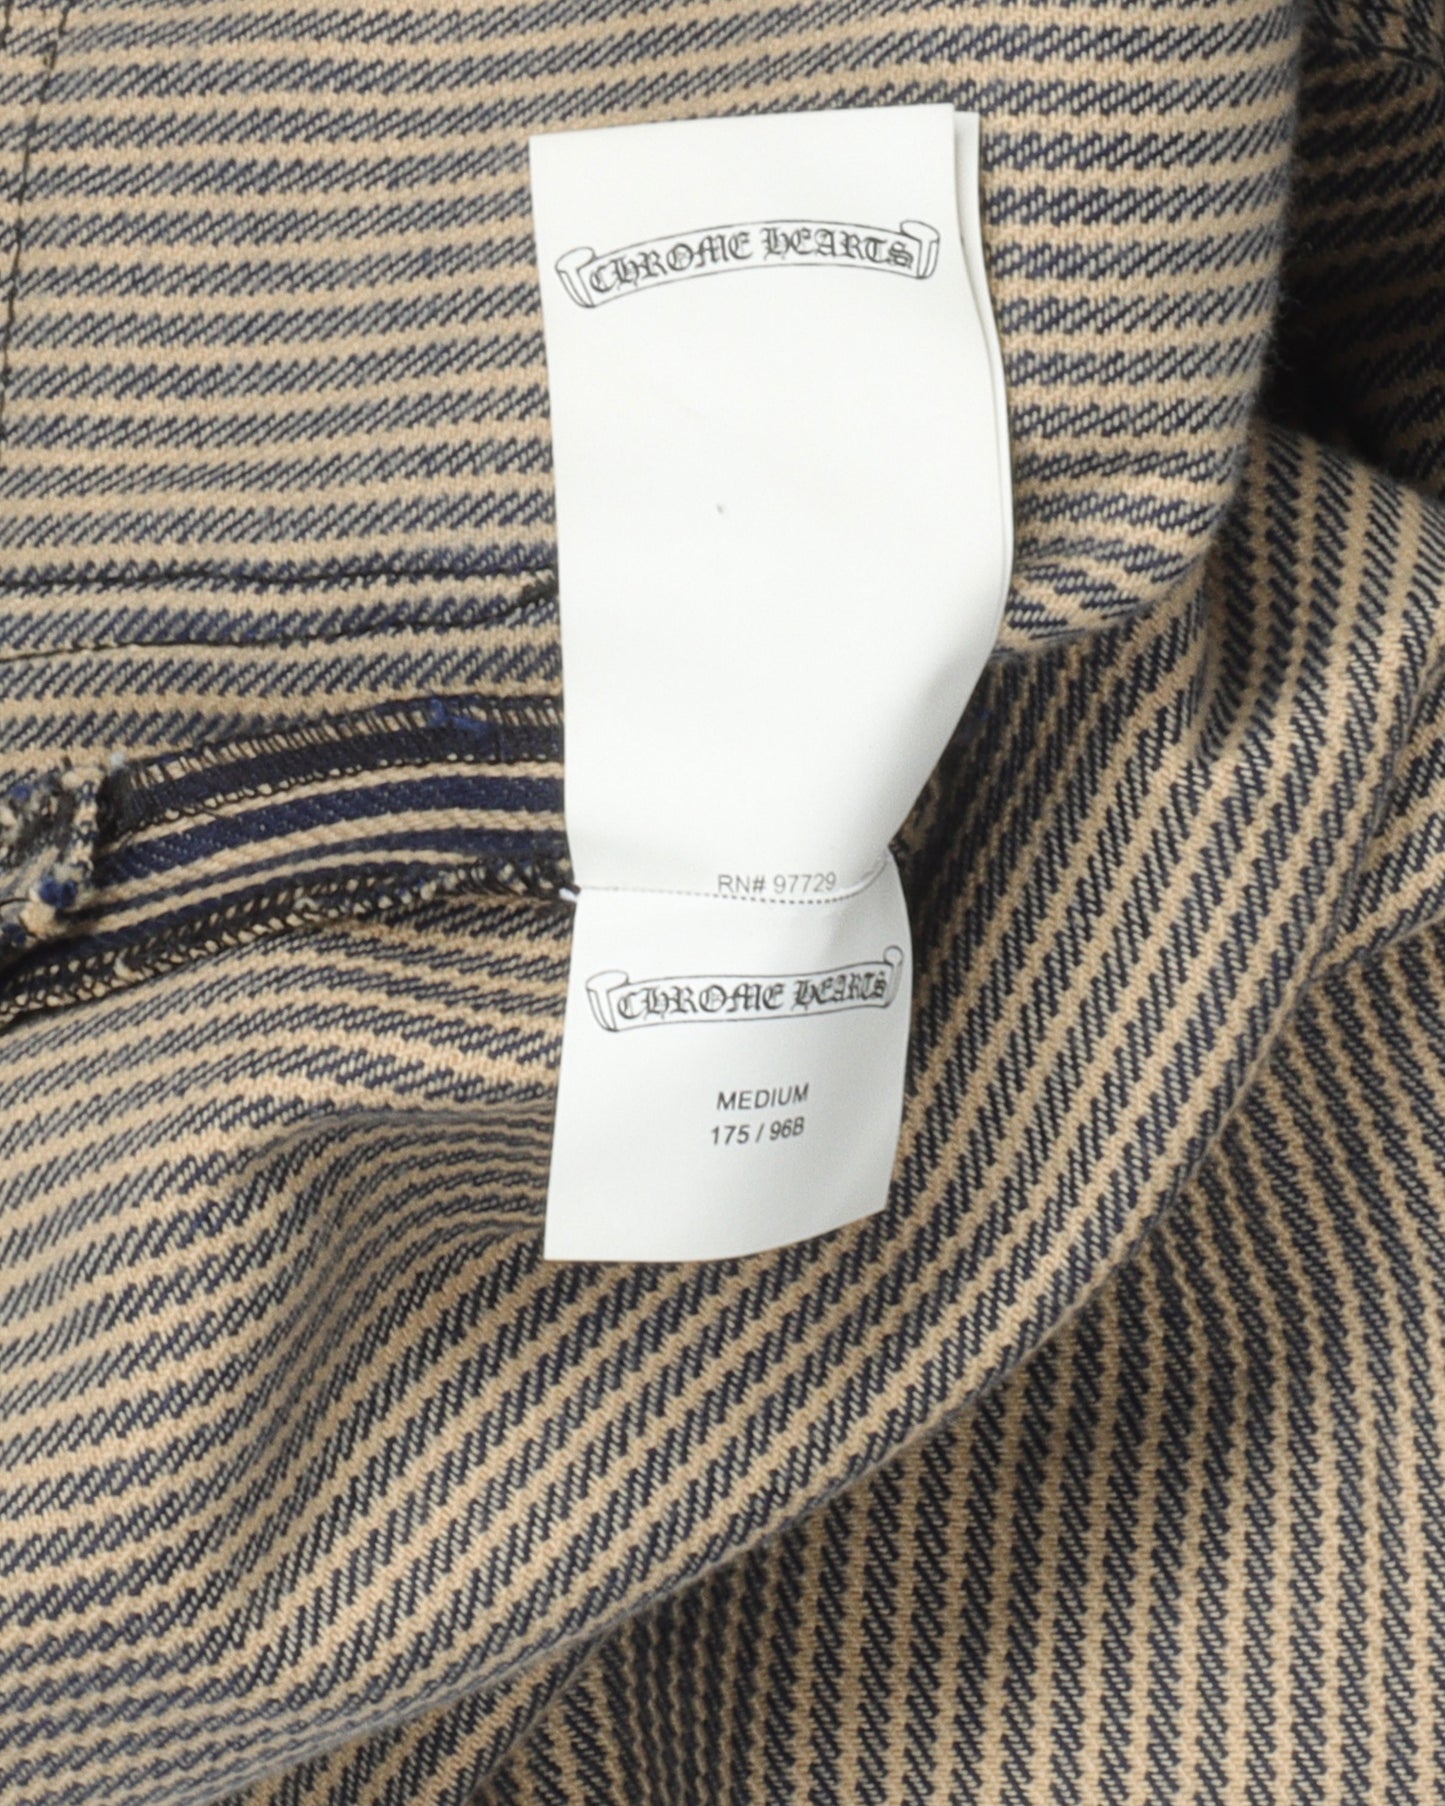 CHROME HEARTS
RN# 97729
CHROME HEARTS
MEDIUM
175 / 96B